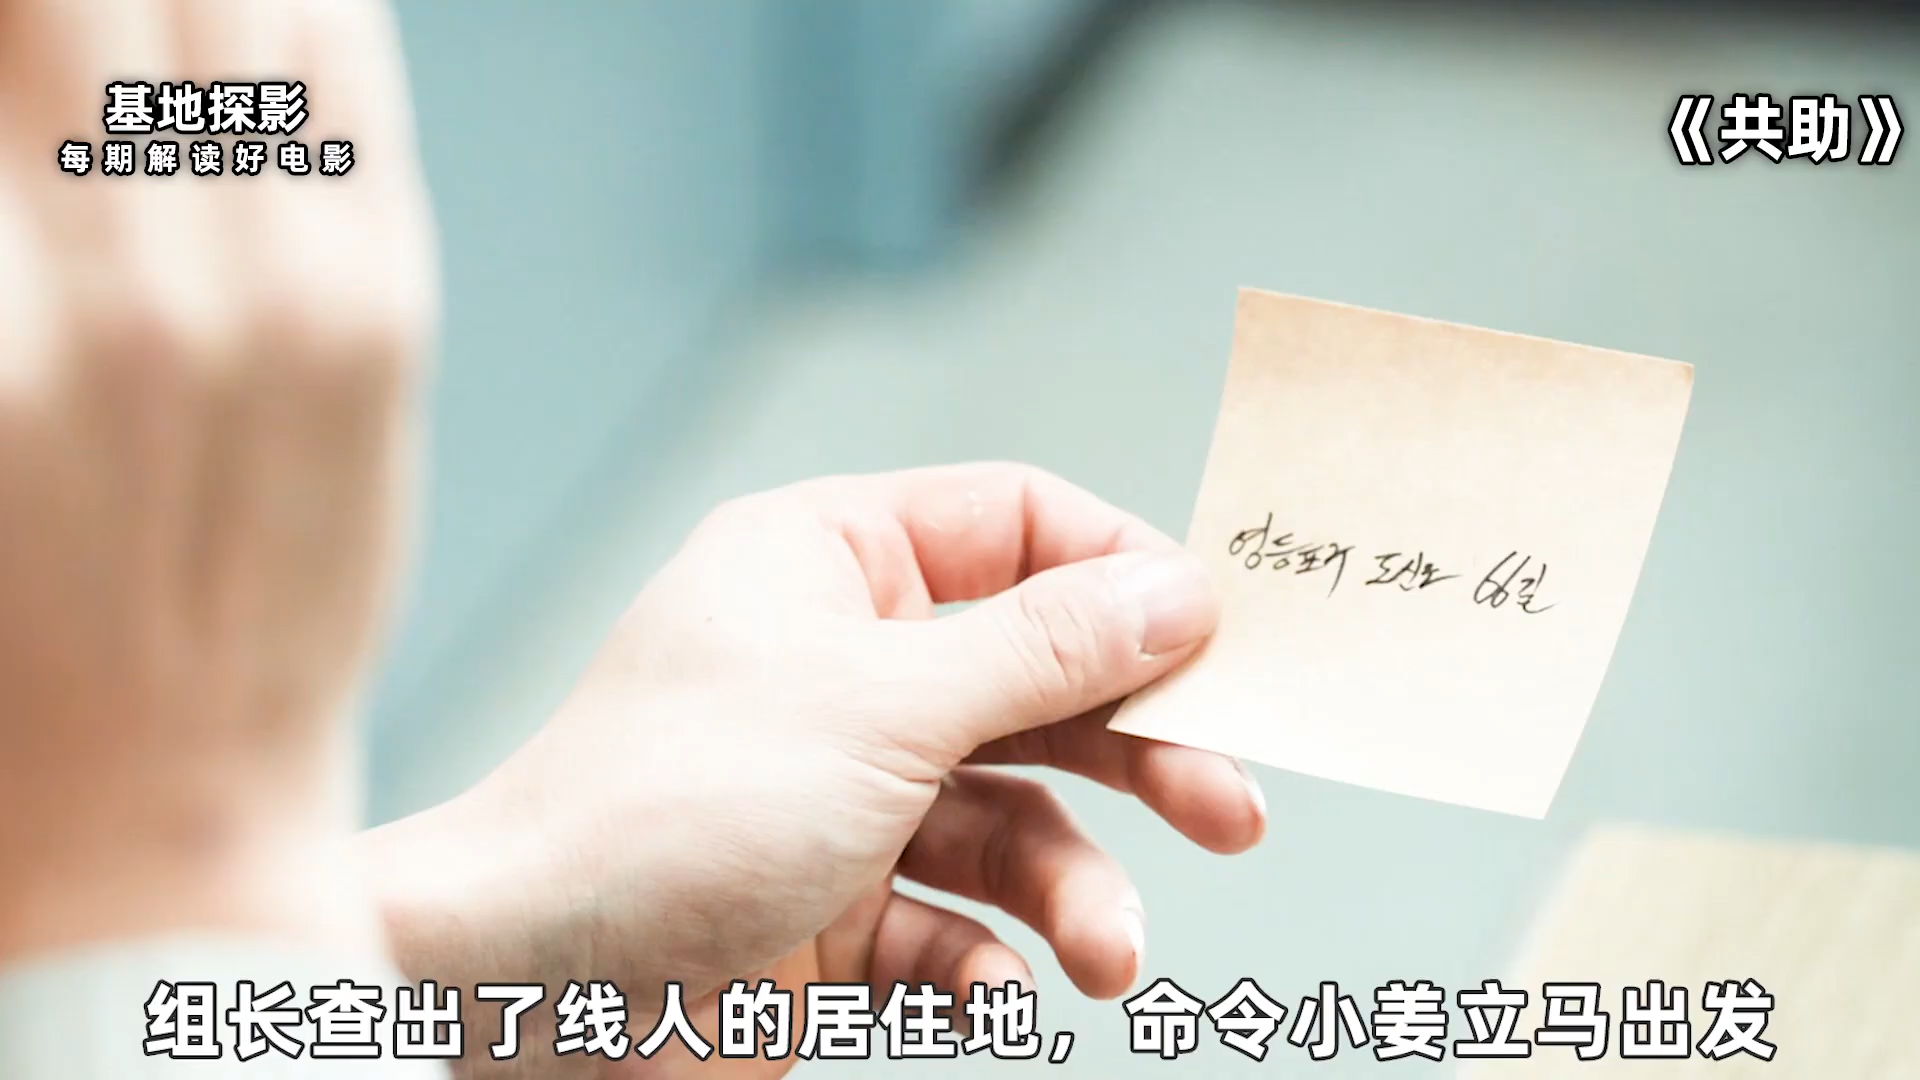 基地探影
每期解读好电影
《共助》
영등포구 도신로 66길
组长查出了线人的居住地，命令小姜立马出发